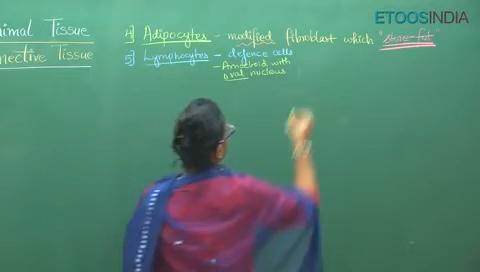 ETOOSINDIA
imal Tissue
nective Tissue
4] Adipocytes - modified fibroblast which "store-fat"
5] Lymphocytes - defence cells
- Amoeboid with
oval nucleus